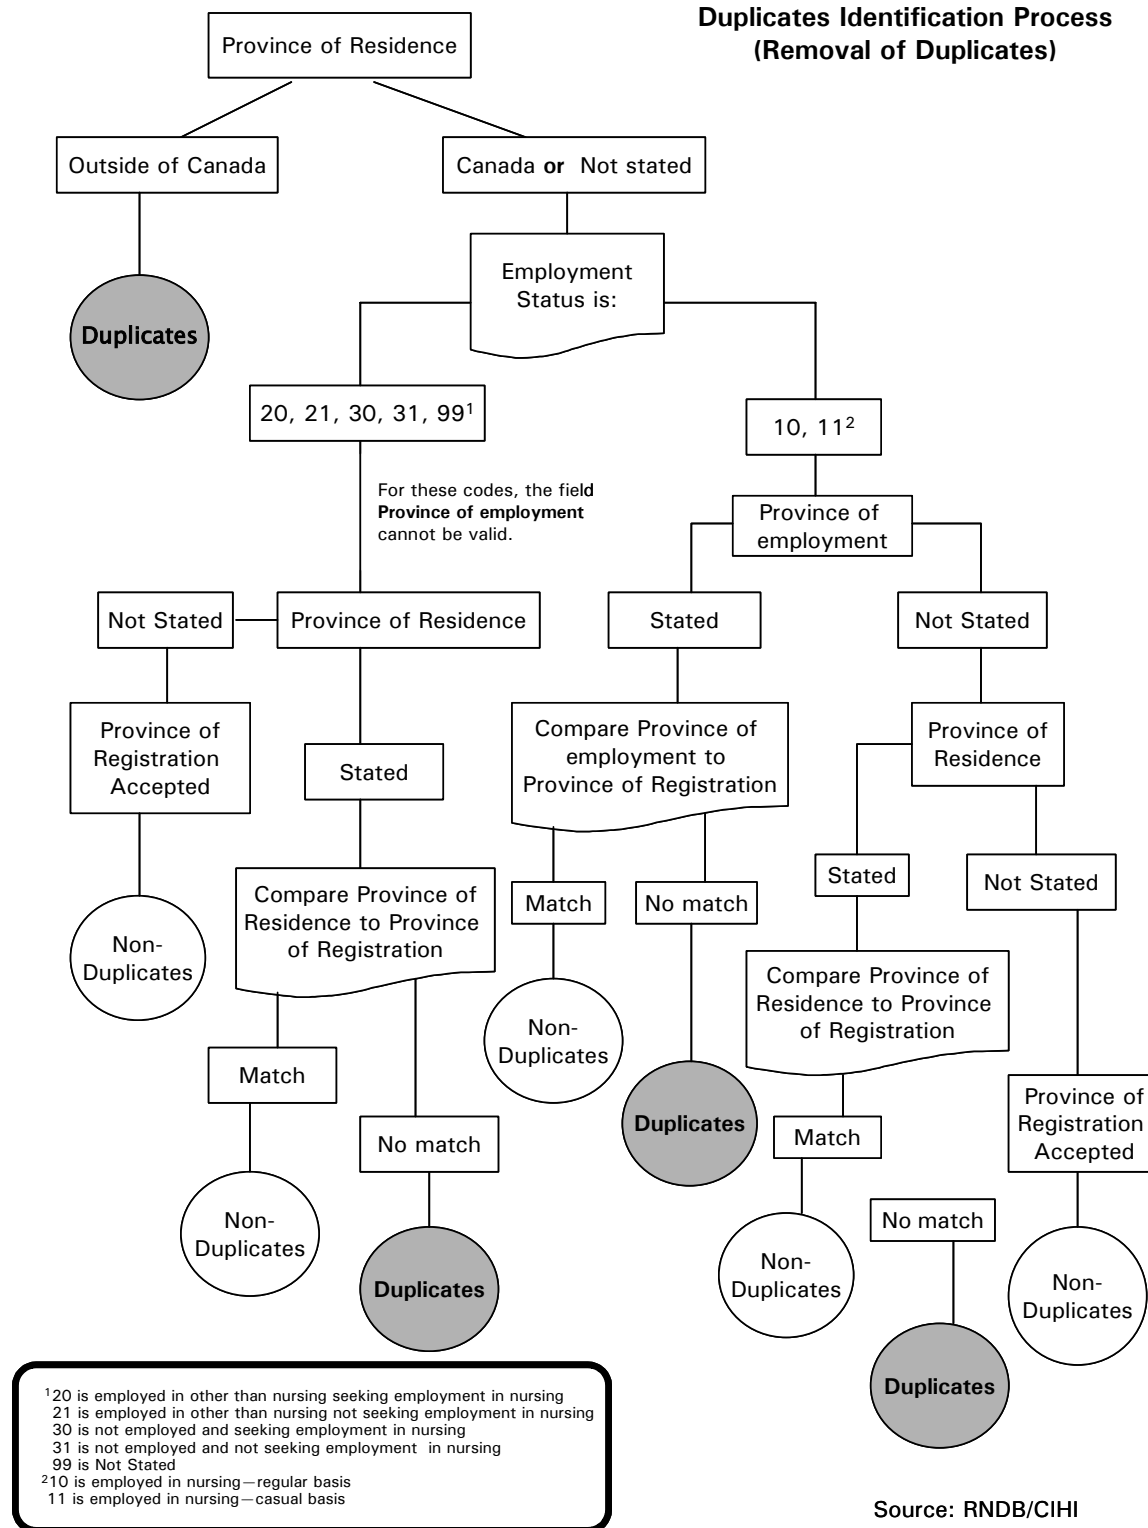 Duplicates Identification Process
(Removal of Duplicates)
Province of Residence
Outside of Canada
Canada or Not stated
Duplicates
Employment
Status is:
20, 21, 30, 31, 99¹
10, 11²
For these codes, the field
Province of employment
cannot be valid.
Province of
employment
Not Stated
Province of Residence
Stated
Not Stated
Province of
Registration
Accepted
Stated
Compare Province of
employment to
Province of Registration
Province of
Residence
Non-
Duplicates
Compare Province of
Residence to Province
of Registration
Match
No match
Stated
Not Stated
Non-
Duplicates
Duplicates
Compare Province of
Residence to Province
of Registration
Match
No match
Match
Province of
Registration
Accepted
Non-
Duplicates
Duplicates
Non-
Duplicates
No match
Duplicates
Non-
Duplicates
¹20 is employed in other than nursing seeking employment in nursing
21 is employed in other than nursing not seeking employment in nursing
30 is not employed and seeking employment in nursing
31 is not employed and not seeking employment in nursing
99 is Not Stated
²10 is employed in nursing—regular basis
11 is employed in nursing—casual basis
Source: RNDB/CIHI